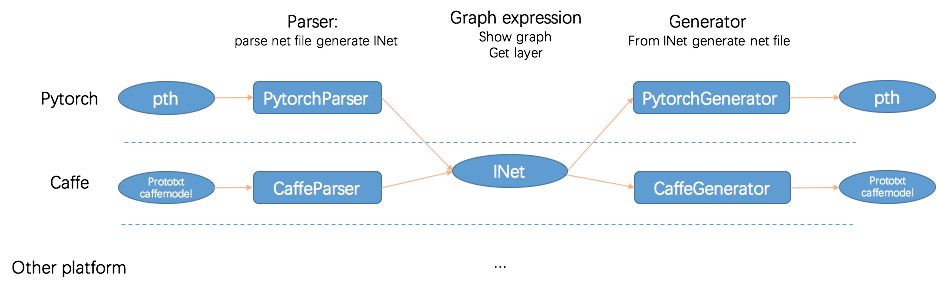 Parser:
parse net file generate INet
Graph expression
Show graph
Get layer
Generator
From INet generate net file
Pytorch
pth
PytorchParser
PytorchGenerator
pth
INet
Caffe
Prototxt
caffemodel
CaffeParser
CaffeGenerator
Prototxt
caffemodel
Other platform
...